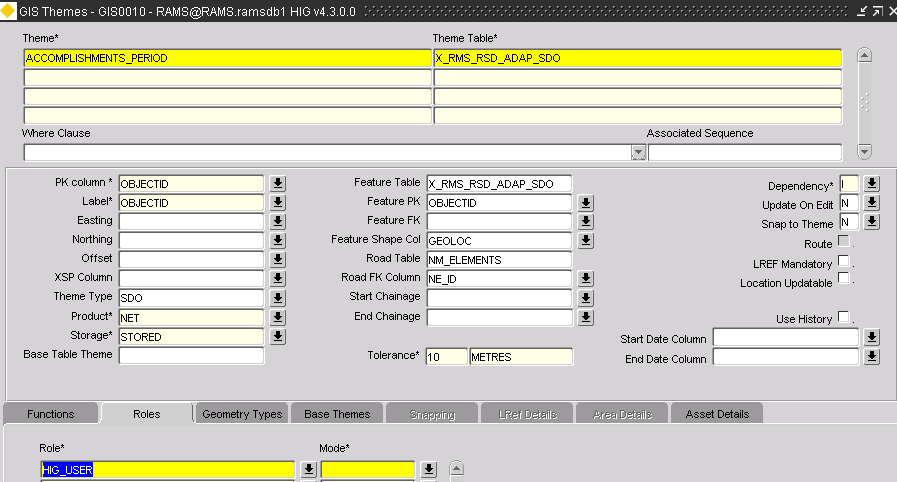 GIS Themes - GIS0010 - RAMS@RAMS.ramsdb1 HIG v4.3.0.0
Theme* Theme Table*
ACCOMPLISHMENTS_PERIOD X_RMS_RSD_ADAP_SDO
Where Clause Associated Sequence
PK column * OBJECTID Feature Table X_RMS_RSD_ADAP_SDO Dependency* I
Label* OBJECTID Feature PK OBJECTID Update On Edit N
Easting Feature FK Snap to Theme N
Northing Feature Shape Col GEOLOC Route .
Offset Road Table NM_ELEMENTS LREF Mandatory .
XSP Column Road FK Column NE_ID Location Updatable .
Theme Type SDO Start Chainage
Product* NET End Chainage Use History .
Storage* STORED Start Date Column
Base Table Theme Tolerance* 10 METRES End Date Column
Functions Roles Geometry Types Base Themes Snapping LRef Details Area Details Asset Details
Role* Mode*
HIG_USER